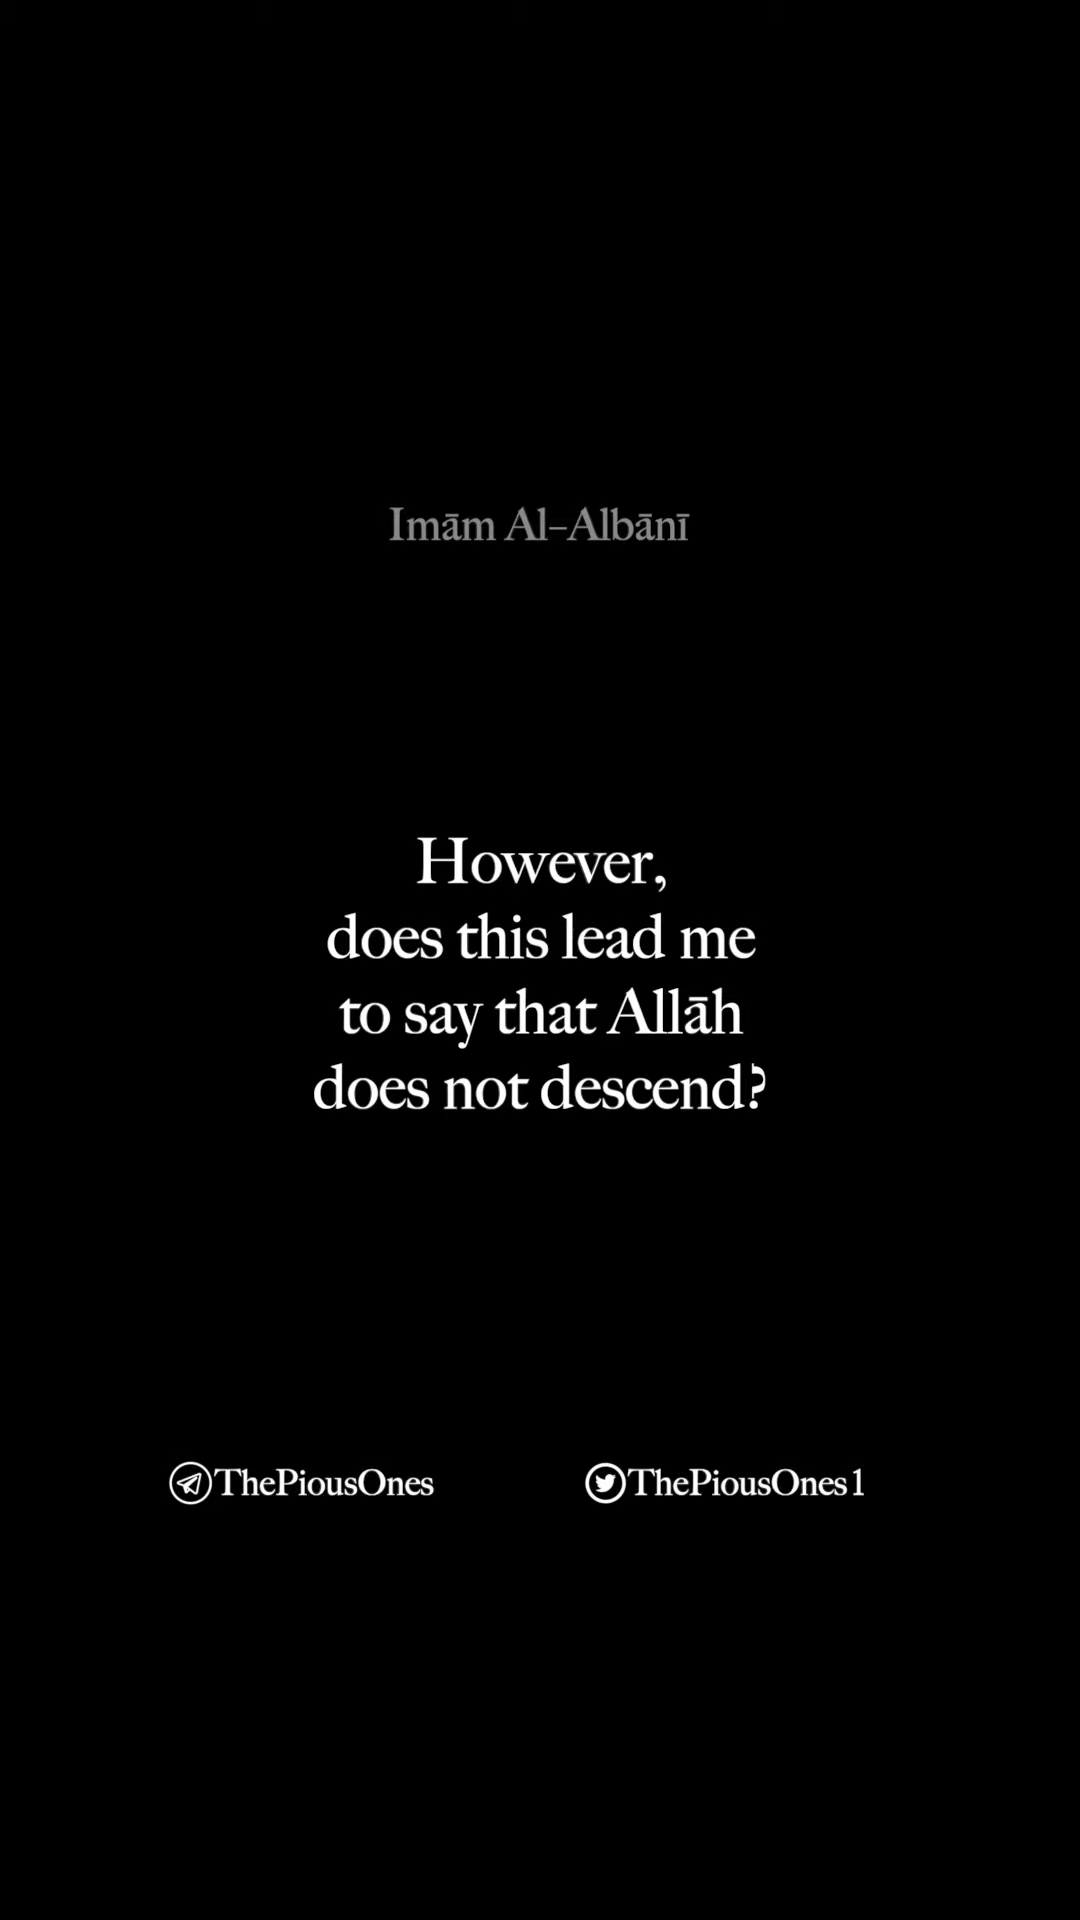 Imām Al–Albānī
However,
does this lead me
to say that Allāh
does not descend?
ThePiousOnes
ThePiousOnes1